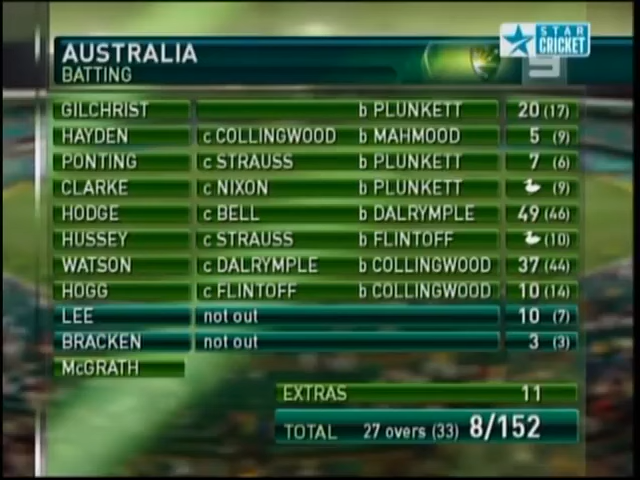 STAR
CRICKET
AUSTRALIA
BATTING
GILCHRIST b PLUNKETT 20 (17)
HAYDEN c COLLINGWOOD b MAHMOOD 5 (9)
PONTING c STRAUSS b PLUNKETT 7 (6)
CLARKE c NIXON b PLUNKETT (9)
HODGE c BELL b DALRYMPLE 49 (46)
HUSSEY c STRAUSS b FLINTOFF (10)
WATSON c DALRYMPLE b COLLINGWOOD 37 (44)
HOGG c FLINTOFF b COLLINGWOOD 10 (14)
LEE not out 10 (7)
BRACKEN not out 3 (3)
McGRATH
EXTRAS 11
TOTAL 27 overs (33) 8/152